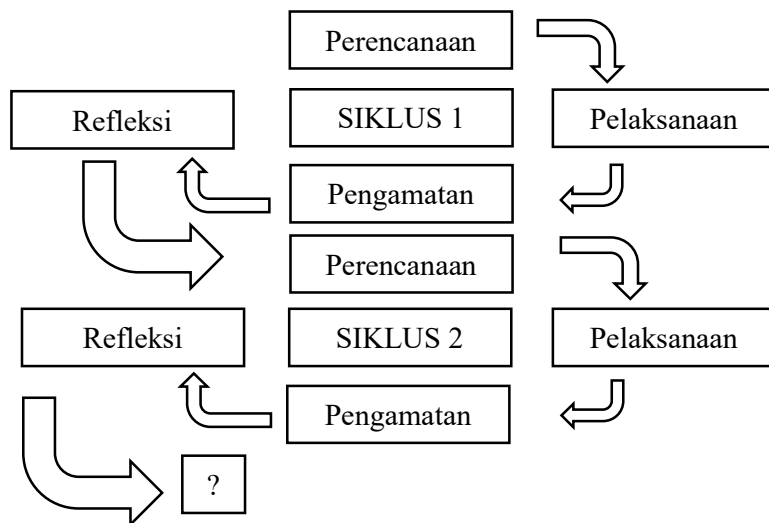 Perencanaan
Refleksi
SIKLUS 1
Pelaksanaan
Pengamatan
Perencanaan
Refleksi
SIKLUS 2
Pelaksanaan
Pengamatan
?